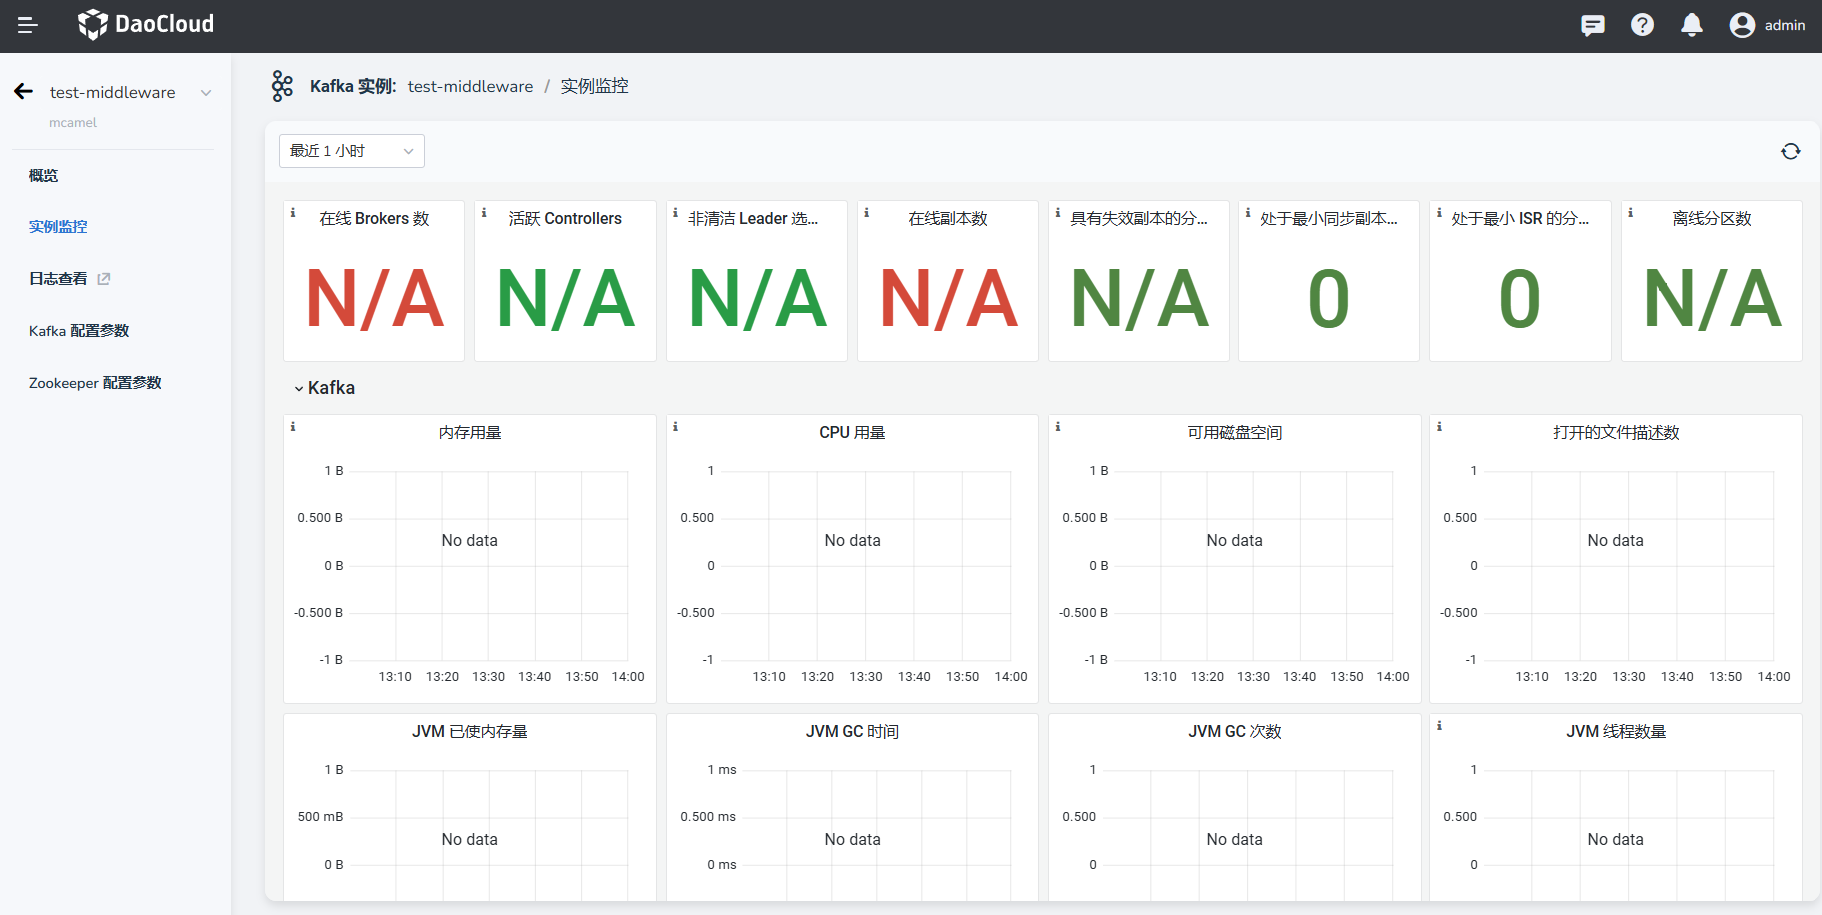 DaoCloud
admin
test-middleware
mcamel
概览
实例监控
日志查看
Kafka 配置参数
Zookeeper 配置参数
Kafka 实例: test-middleware / 实例监控
最近 1 小时
在线 Brokers 数
N/A
活跃 Controllers
N/A
非清洁 Leader 选...
N/A
在线副本数
N/A
具有失效副本的分...
N/A
处于最小同步副本...
0
处于最小 ISR 的分...
0
离线分区数
N/A
Kafka
内存用量
1 B
0.500 B
No data
0 B
-0.500 B
-1 B
13:10 13:20 13:30 13:40 13:50 14:00
CPU 用量
1
0.500
No data
0
-0.500
-1
13:10 13:20 13:30 13:40 13:50 14:00
可用磁盘空间
1 B
0.500 B
No data
0 B
-0.500 B
-1 B
13:10 13:20 13:30 13:40 13:50 14:00
打开的文件描述数
1
0.500
No data
0
-0.500
-1
13:10 13:20 13:30 13:40 13:50 14:00
JVM 已使内存量
1 B
500 mB
No data
0 B
JVM GC 时间
1 ms
0.500 ms
No data
0 ms
JVM GC 次数
1
0.500
No data
0
JVM 线程数量
1
0.500
No data
0